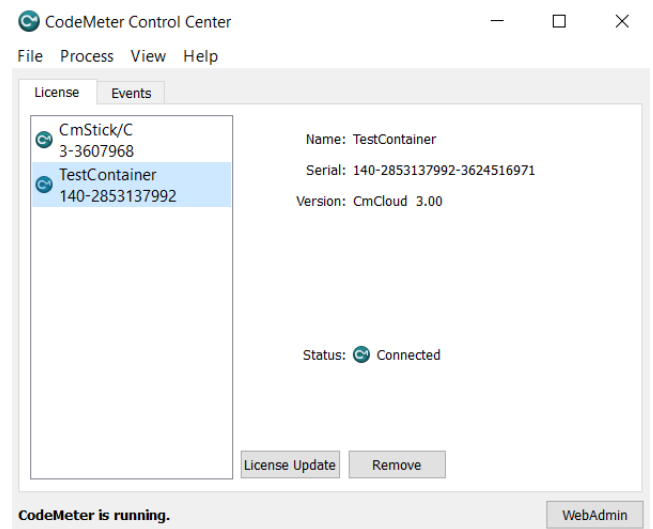 CodeMeter Control Center
File Process View Help
License Events
CmStick/C
3-3607968
TestContainer
140-2853137992
Name: TestContainer
Serial: 140-2853137992-3624516971
Version: CmCloud 3.00
Status: Connected
License Update Remove
CodeMeter is running. WebAdmin